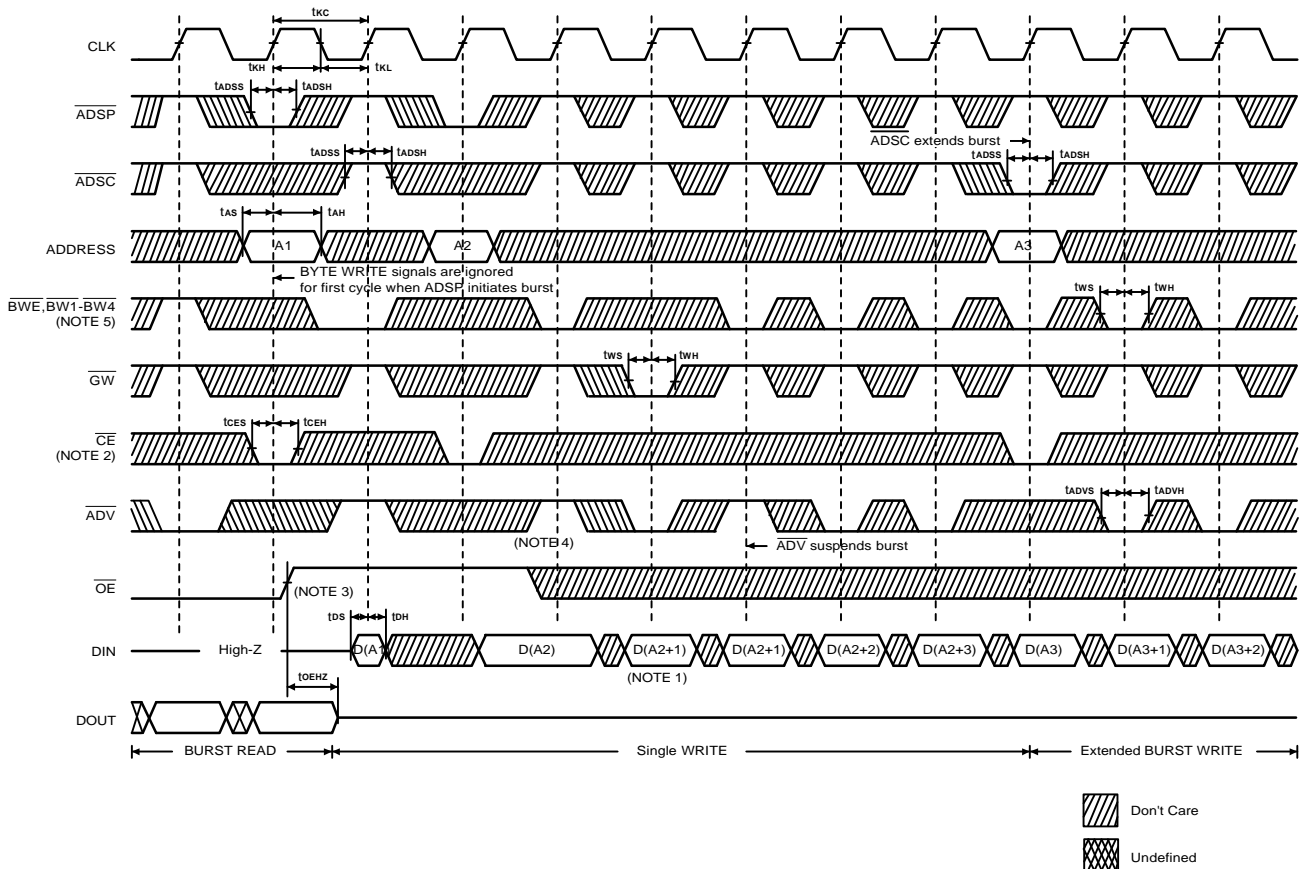 tKC
CLK
tKH
tKL
tADSS
tADSH
ADSP
ADSC extends burst
tADSS
tADSH
tADSS
tADSH
ADSC
tAS
tAH
ADDRESS
A1
A2
A3
BYTE WRITE signals are ignored
for first cycle when ADSP initiates burst
BWE,BW1-BW4
(NOTE 5)
tWS
tWH
tWS
tWH
GW
tCES
tCEH
CE
(NOTE 2)
tADVS
tADVH
ADV
(NOTE 4)
ADV suspends burst
OE
(NOTE 3)
tDS
tDH
DIN
High-Z
D(A1
D(A2)
D(A2+1)
D(A2+1)
D(A2+2)
D(A2+3)
D(A3)
D(A3+1)
D(A3+2)
(NOTE 1)
tOEHZ
DOUT
BURST READ
Single WRITE
Extended BURST WRITE
Don't Care
Undefined